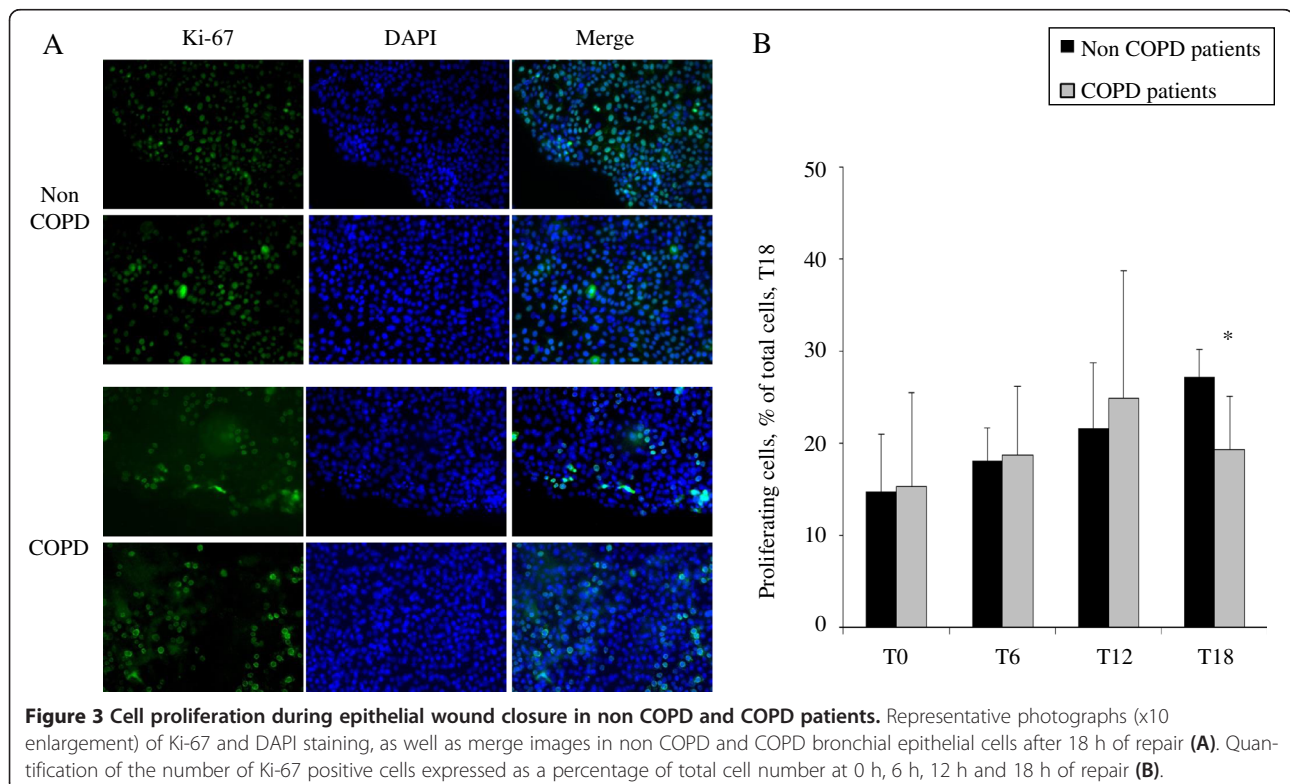 A
Ki-67 DAPI Merge
Non
COPD
COPD
B
Non COPD patients
COPD patients
Proliferating cells, % of total cells, T18
50
40
30
20
10
0
*
T0 T6 T12 T18
Figure 3 Cell proliferation during epithelial wound closure in non COPD and COPD patients. Representative photographs (x10
enlargement) of Ki-67 and DAPI staining, as well as merge images in non COPD and COPD bronchial epithelial cells after 18 h of repair (A). Quan-
tification of the number of Ki-67 positive cells expressed as a percentage of total cell number at 0 h, 6 h, 12 h and 18 h of repair (B).